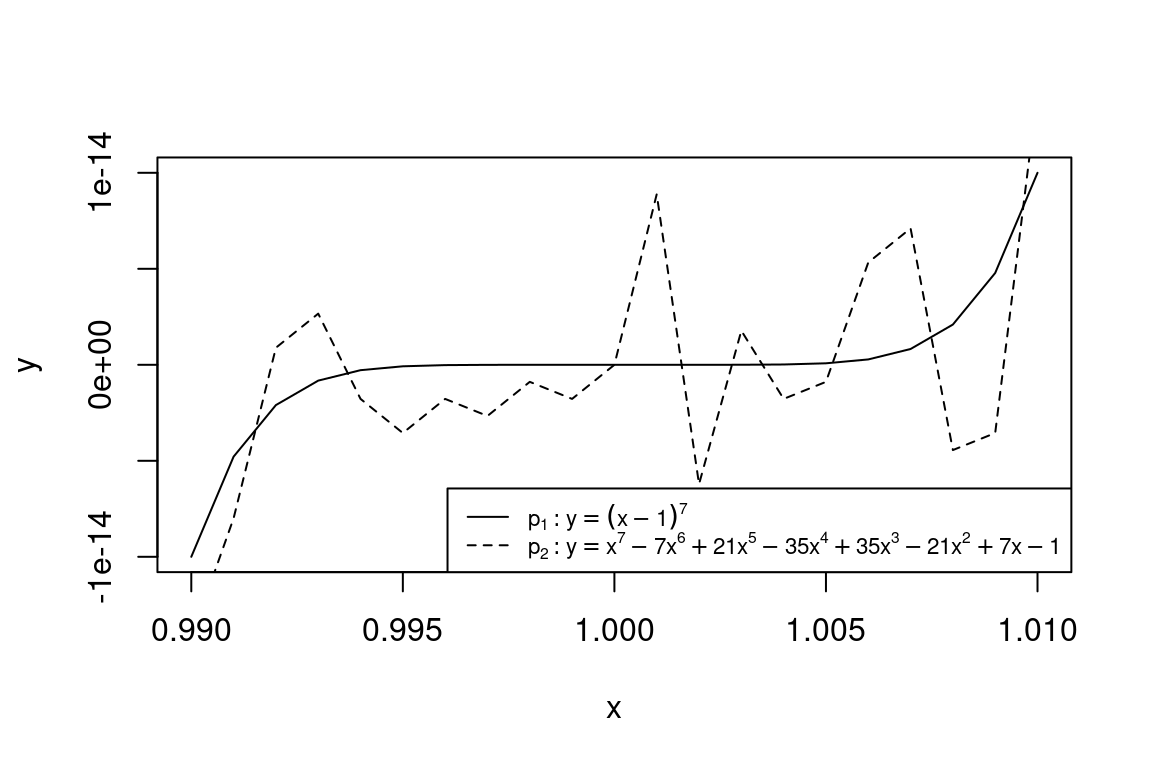 1e-14
0e+00
-1e-14
y
p₁ : y = (x − 1)⁷
p₂ : y = x⁷ − 7x⁶ + 21x⁵ − 35x⁴ + 35x³ − 21x² + 7x − 1
0.990 0.995 1.000 1.005 1.010
x